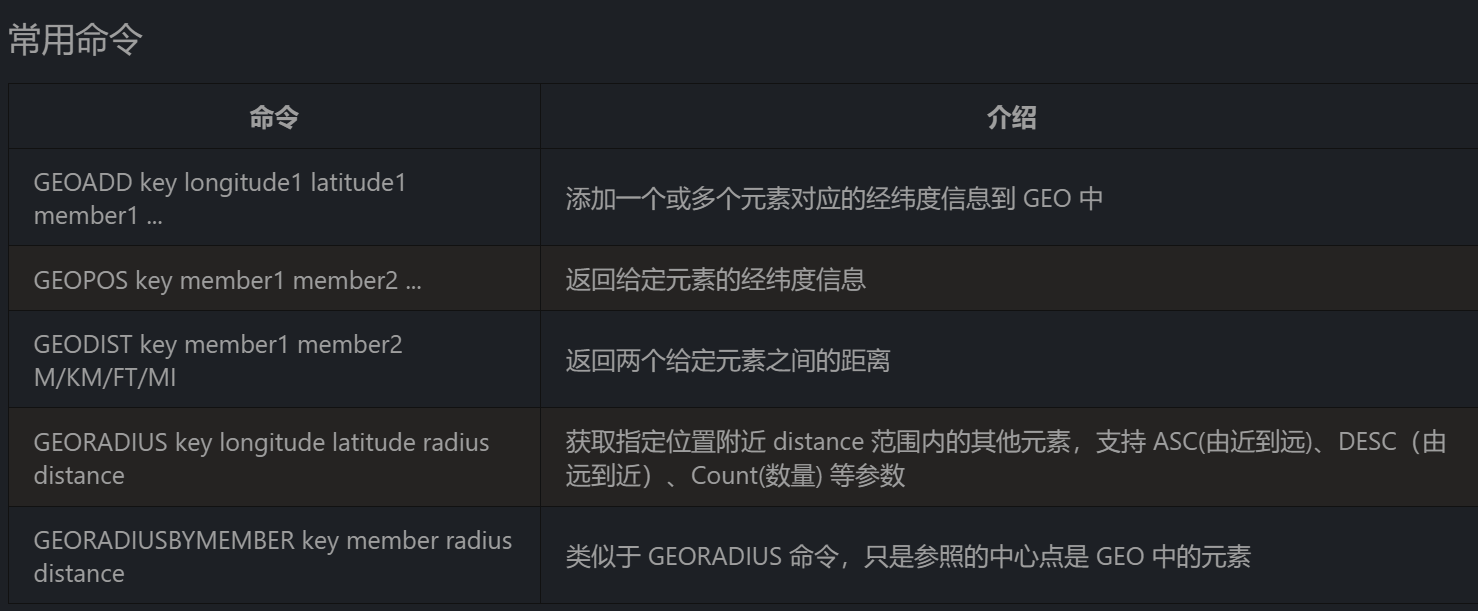 常用命令
命令
介绍
GEOADD key longitude1 latitude1
member1 ...
添加一个或多个元素对应的经纬度信息到 GEO 中
GEOPOS key member1 member2 ...
返回给定元素的经纬度信息
GEODIST key member1 member2
M/KM/FT/MI
返回两个给定元素之间的距离
GEORADIUS key longitude latitude radius
distance
获取指定位置附近 distance 范围内的其他元素，支持 ASC(由近到远)、DESC（由
远到近）、Count(数量) 等参数
GEORADIUSBYMEMBER key member radius
distance
类似于 GEORADIUS 命令，只是参照的中心点是 GEO 中的元素